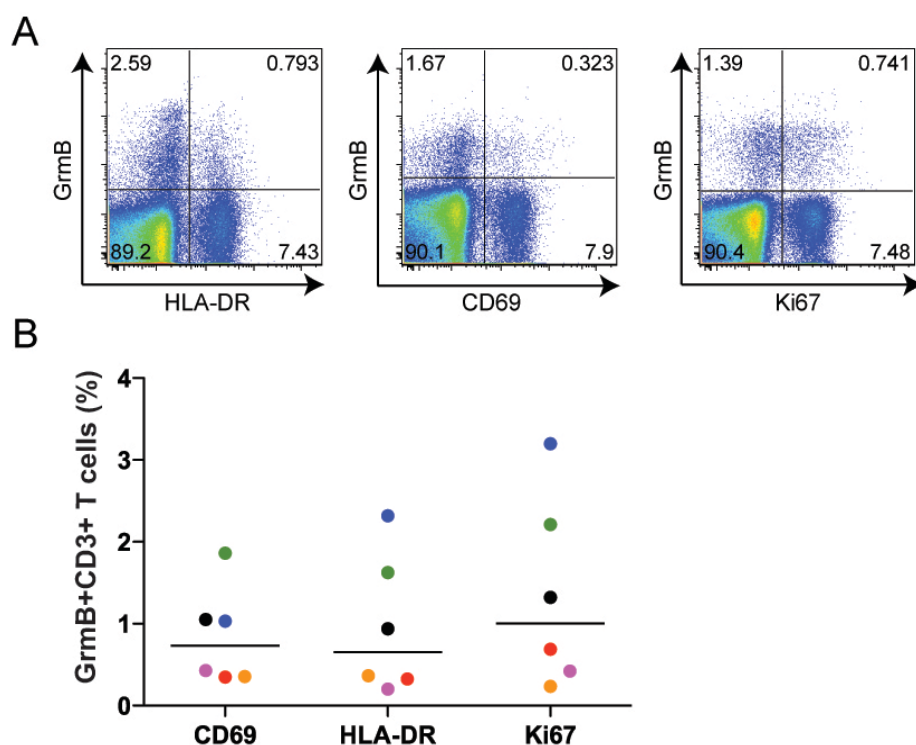 A
2.59 0.793
89.2 7.43
GrmB
HLA-DR
1.67 0.323
90.1 7.9
GrmB
CD69
1.39 0.741
90.4 7.48
GrmB
Ki67
B
GrmB+CD3+ T cells (%)
4
3
2
1
0
CD69 HLA-DR Ki67